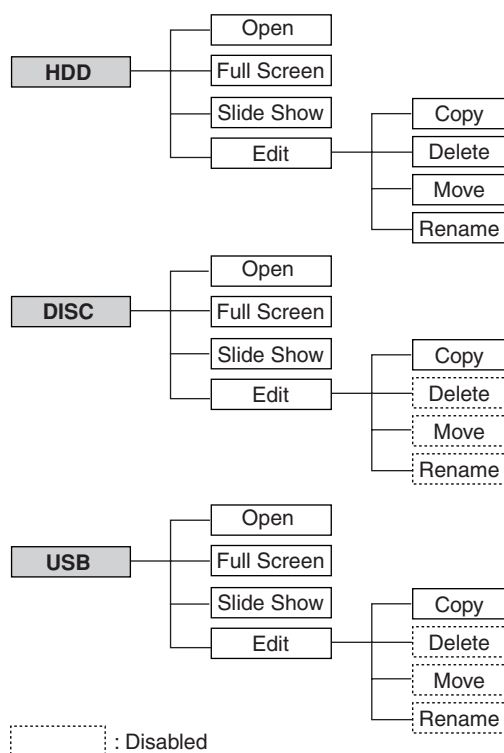 Open
HDD
Full Screen
Slide Show
Edit
Copy
Delete
Move
Rename
Open
DISC
Full Screen
Slide Show
Edit
Copy
Delete
Move
Rename
Open
USB
Full Screen
Slide Show
Edit
Copy
Delete
Move
Rename
: Disabled